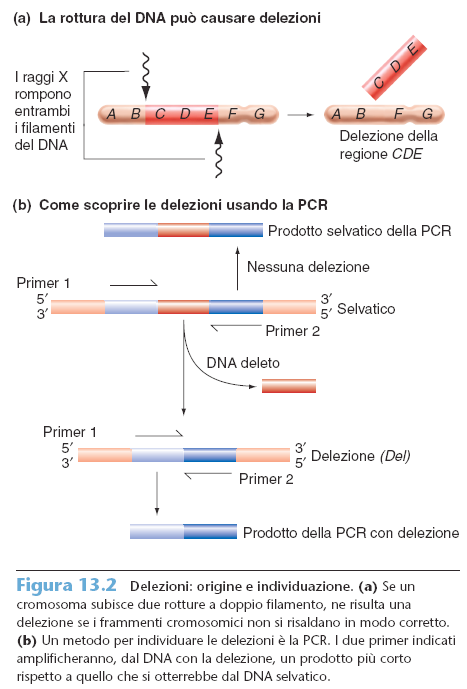 (a) La rottura del DNA può causare delezioni
I raggi X
rompono
entrambi
i filamenti
del DNA
A B C D E F G
C D E
A B F G
Delezione della
regione CDE
(b) Come scoprire le delezioni usando la PCR
Prodotto selvatico della PCR
Nessuna delezione
Primer 1
5′ 3′
3′ 5′
Selvatico
Primer 2
DNA deleto
Primer 1
5′ 3′
3′ 5′
Delezione (Del)
Primer 2
Prodotto della PCR con delezione
Figura 13.2 Delezioni: origine e individuazione. (a) Se un
cromosoma subisce due rotture a doppio filamento, ne risulta una
delezione se i frammenti cromosomici non si risaldano in modo corretto.
(b) Un metodo per individuare le delezioni è la PCR. I due primer indicati
amplificheranno, dal DNA con la delezione, un prodotto più corto
rispetto a quello che si otterrebbe dal DNA selvatico.